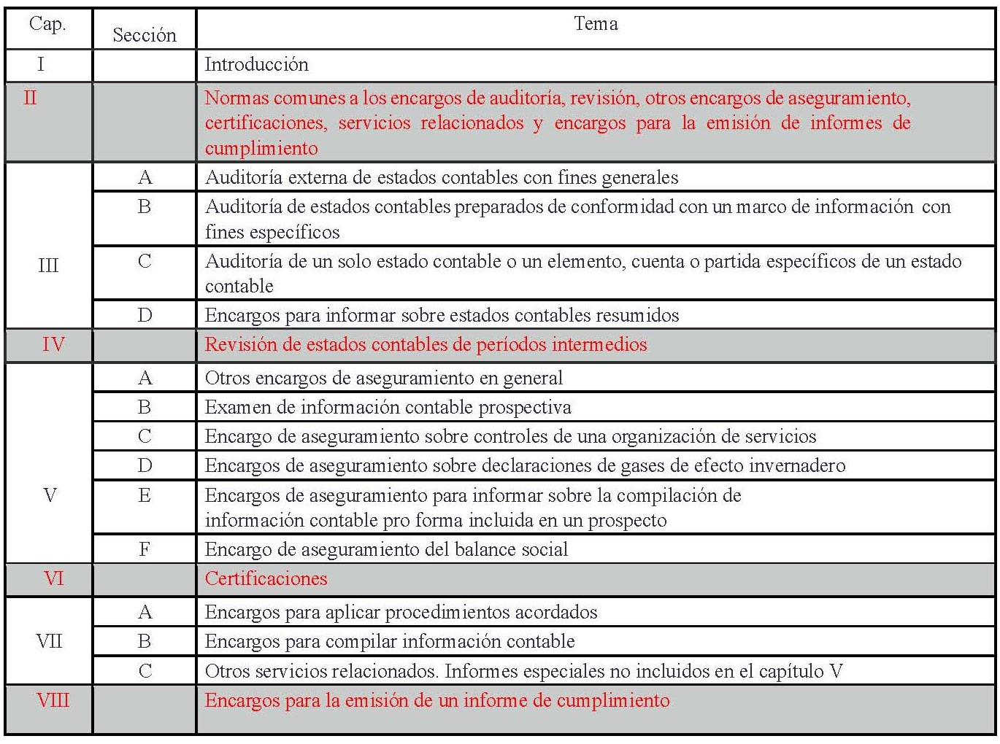 Cap. Sección Tema
I Introducción
II Normas comunes a los encargos de auditoría, revisión, otros encargos de aseguramiento,
certificaciones, servicios relacionados y encargos para la emisión de informes de
cumplimiento
III
A Auditoría externa de estados contables con fines generales
B Auditoría de estados contables preparados de conformidad con un marco de información con
fines específicos
C Auditoría de un solo estado contable o un elemento, cuenta o partida específicos de un estado
contable
D Encargos para informar sobre estados contables resumidos
IV Revisión de estados contables de períodos intermedios
V
A Otros encargos de aseguramiento en general
B Examen de información contable prospectiva
C Encargo de aseguramiento sobre controles de una organización de servicios
D Encargos de aseguramiento sobre declaraciones de gases de efecto invernadero
E Encargos de aseguramiento para informar sobre la compilación de
información contable pro forma incluida en un prospecto
F Encargo de aseguramiento del balance social
VI Certificaciones
VII
A Encargos para aplicar procedimientos acordados
B Encargos para compilar información contable
C Otros servicios relacionados. Informes especiales no incluidos en el capítulo V
VIII Encargos para la emisión de un informe de cumplimiento